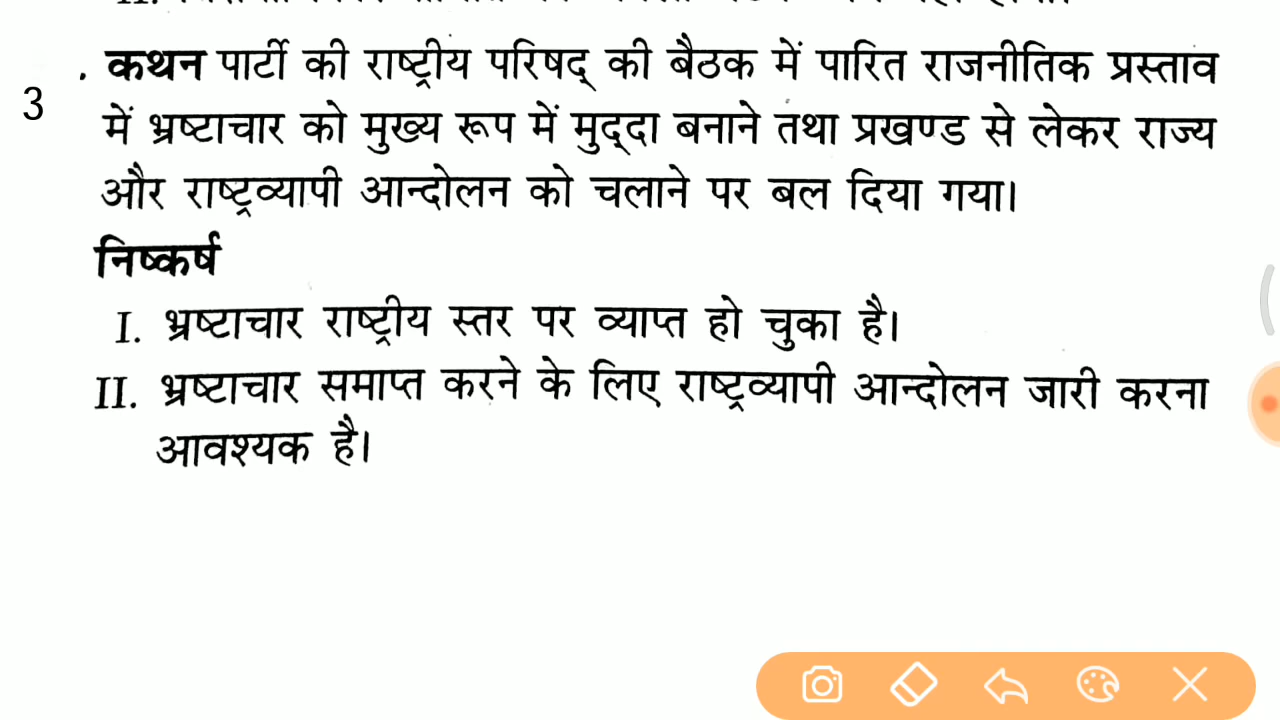 3 . कथन पार्टी की राष्ट्रीय परिषद् की बैठक में पारित राजनीतिक प्रस्ताव
में भ्रष्टाचार को मुख्य रूप में मुद्दा बनाने तथा प्रखण्ड से लेकर राज्य
और राष्ट्रव्यापी आन्दोलन को चलाने पर बल दिया गया।
निष्कर्ष
I. भ्रष्टाचार राष्ट्रीय स्तर पर व्याप्त हो चुका है।
II. भ्रष्टाचार समाप्त करने के लिए राष्ट्रव्यापी आन्दोलन जारी करना
आवश्यक है।